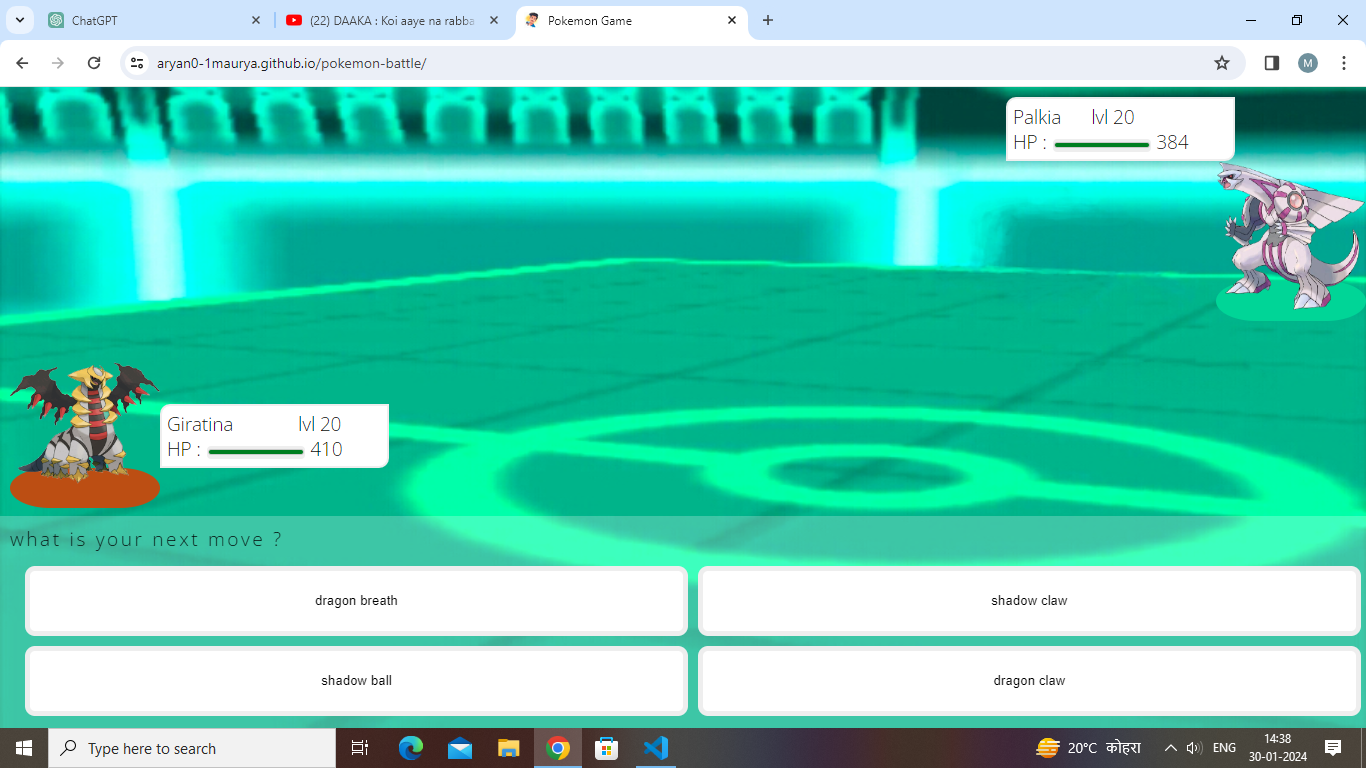 ChatGPT
(22) DAAKA : Koi aaye na rabba
Pokemon Game
aryan0-1maurya.github.io/pokemon-battle/
M
Palkia lvl 20
HP : 384
Giratina lvl 20
HP : 410
what is your next move ?
dragon breath
shadow claw
shadow ball
dragon claw
Type here to search
20°C कोहरा
ENG
14:38
30-01-2024